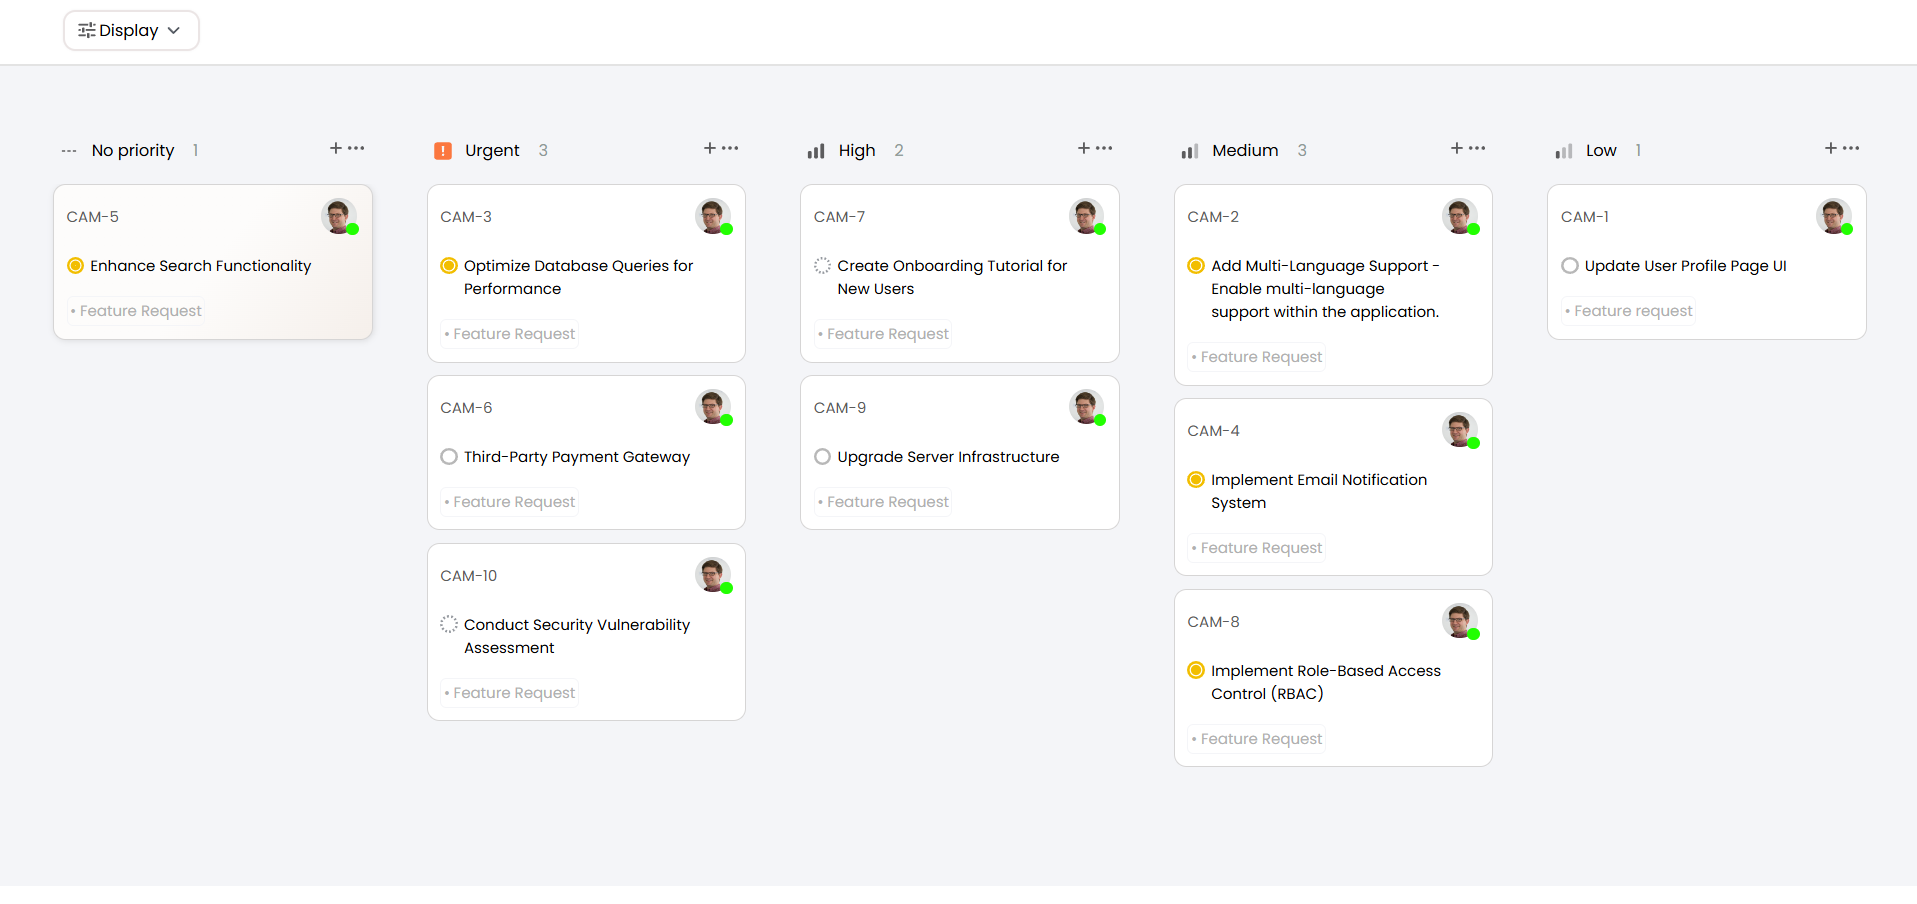 Display
No priority 1
CAM-5
Enhance Search Functionality
• Feature Request
Urgent 3
CAM-3
Optimize Database Queries for
Performance
• Feature Request
CAM-6
Third-Party Payment Gateway
• Feature Request
CAM-10
Conduct Security Vulnerability
Assessment
• Feature Request
High 2
CAM-7
Create Onboarding Tutorial for
New Users
• Feature Request
CAM-9
Upgrade Server Infrastructure
• Feature Request
Medium 3
CAM-2
Add Multi-Language Support -
Enable multi-language
support within the application.
• Feature Request
CAM-4
Implement Email Notification
System
• Feature Request
CAM-8
Implement Role-Based Access
Control (RBAC)
• Feature Request
Low 1
CAM-1
Update User Profile Page UI
• Feature request